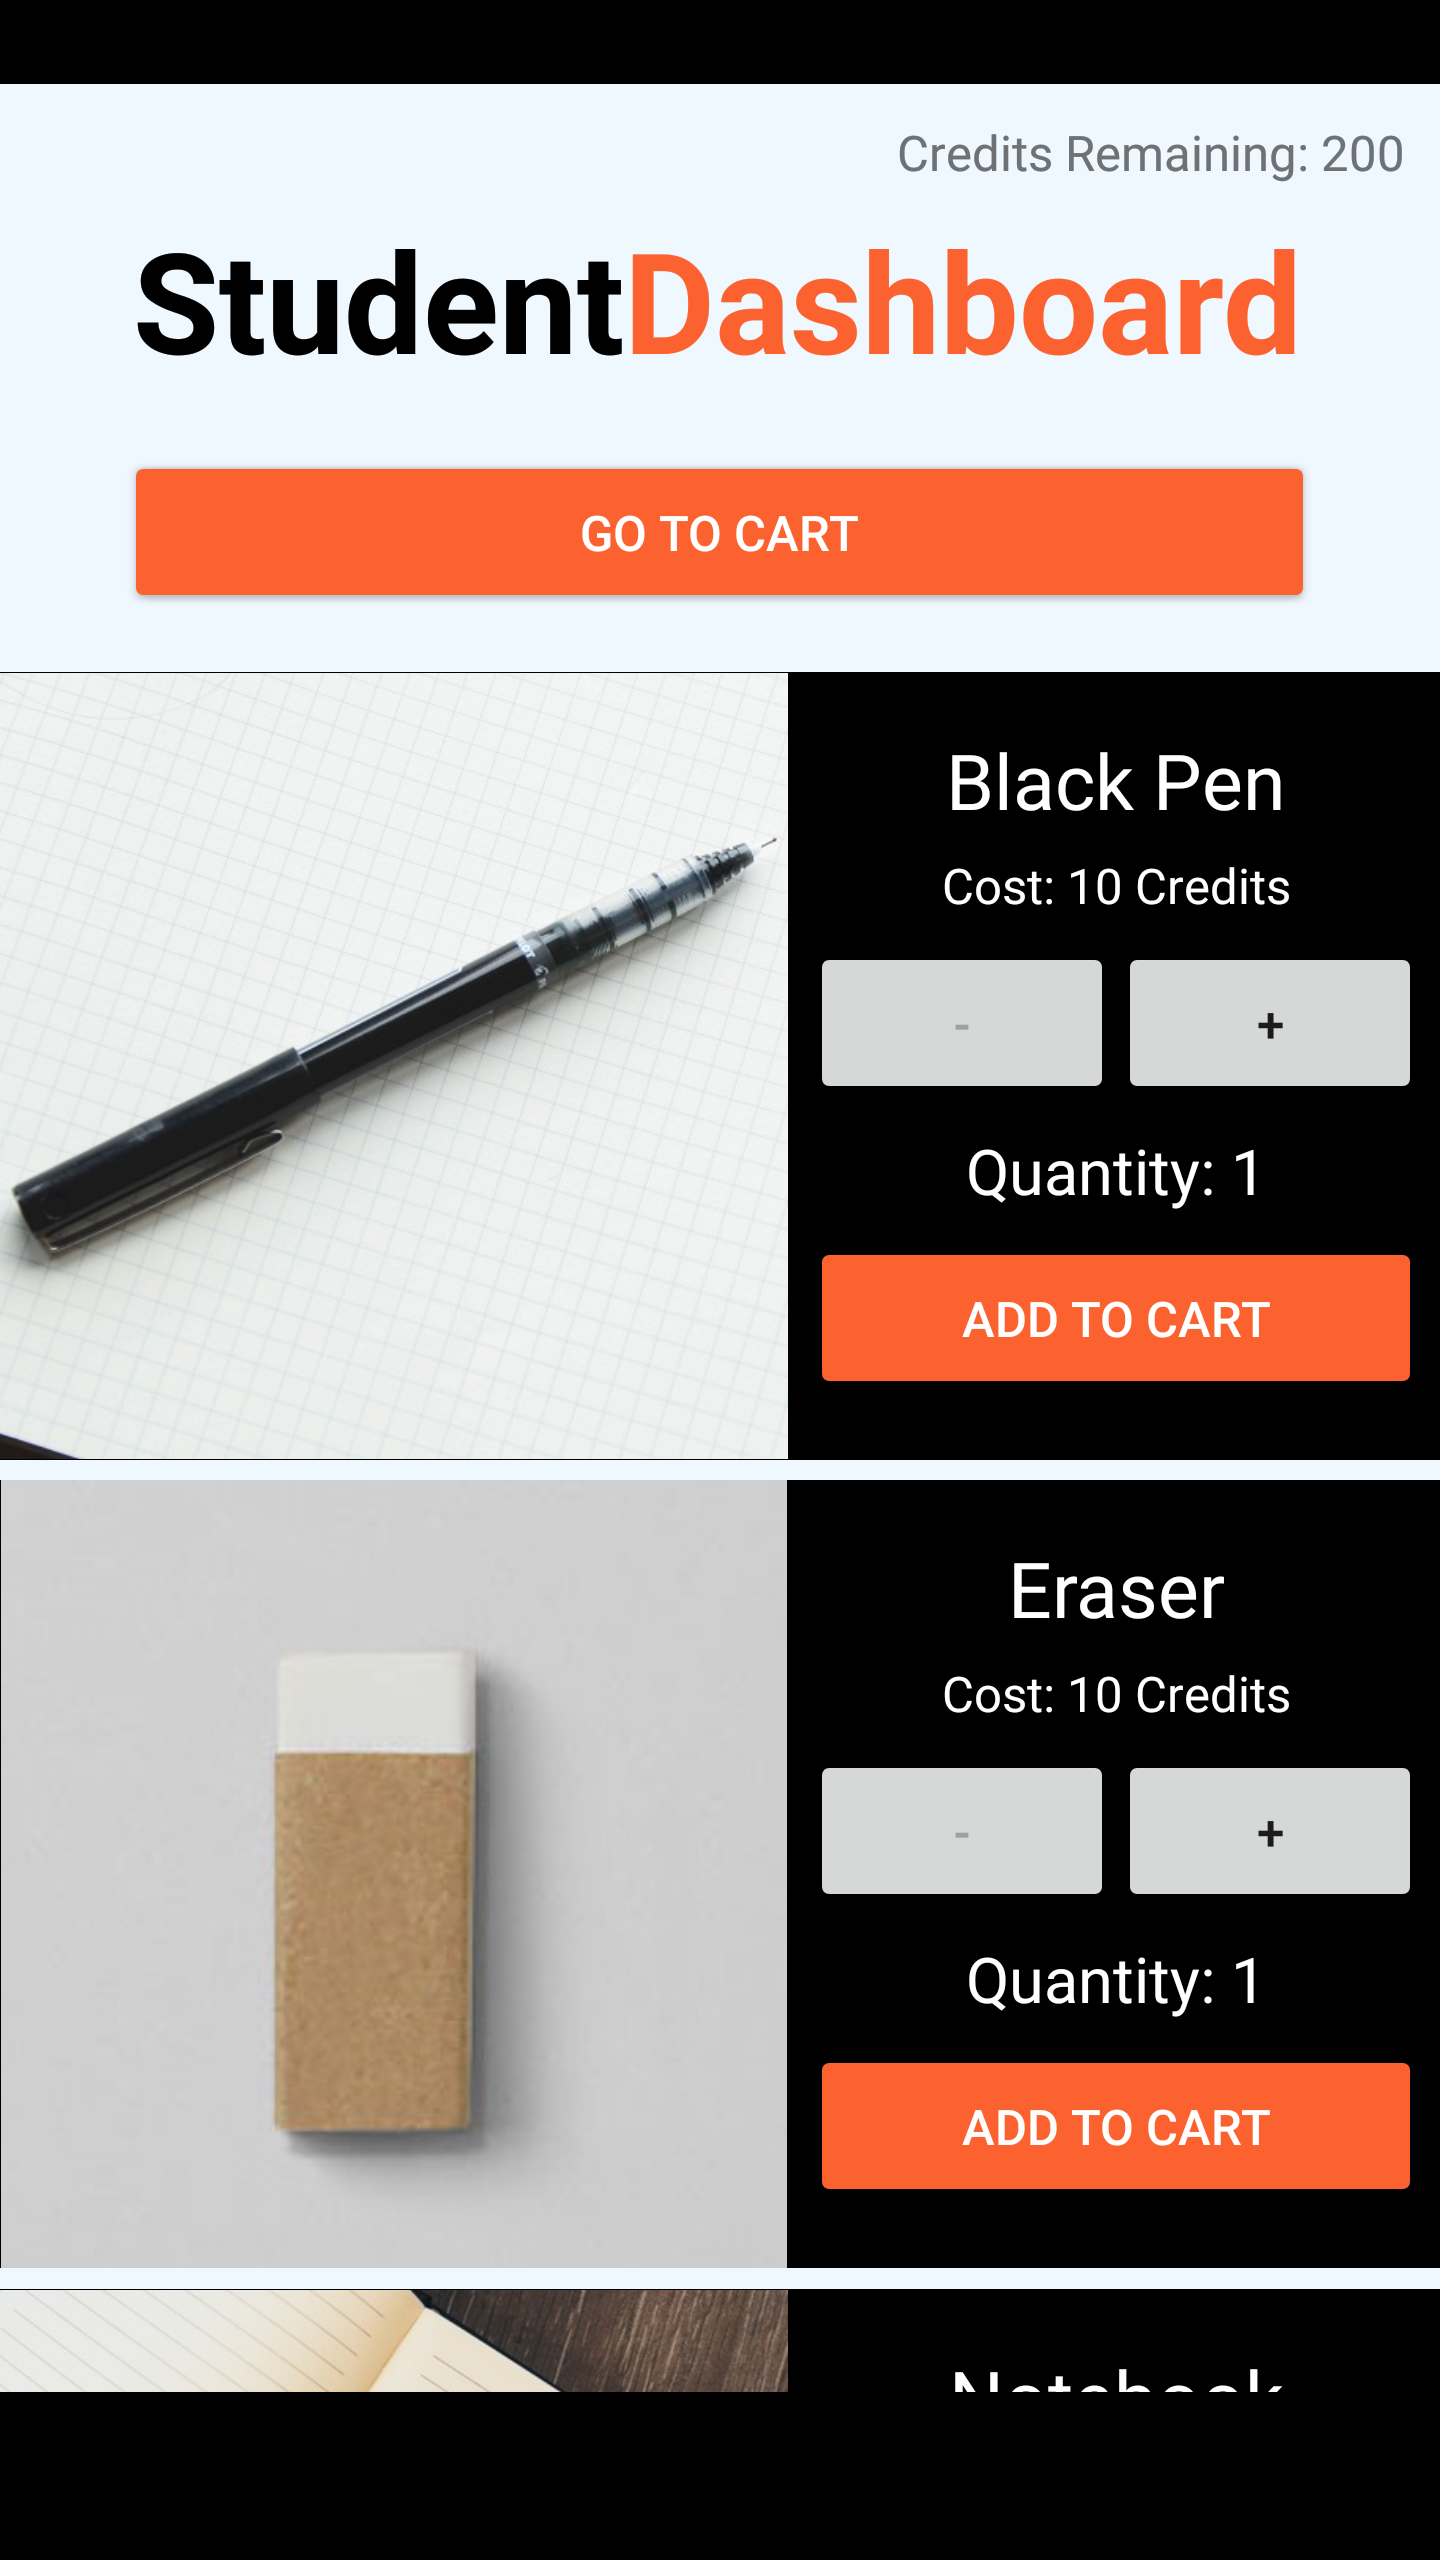 Credits Remaining: 200
StudentDashboard
GO TO CART
Black Pen
Cost: 10 Credits
- +
Quantity: 1
ADD TO CART
Eraser
Cost: 10 Credits
- +
Quantity: 1
ADD TO CART
Notebook